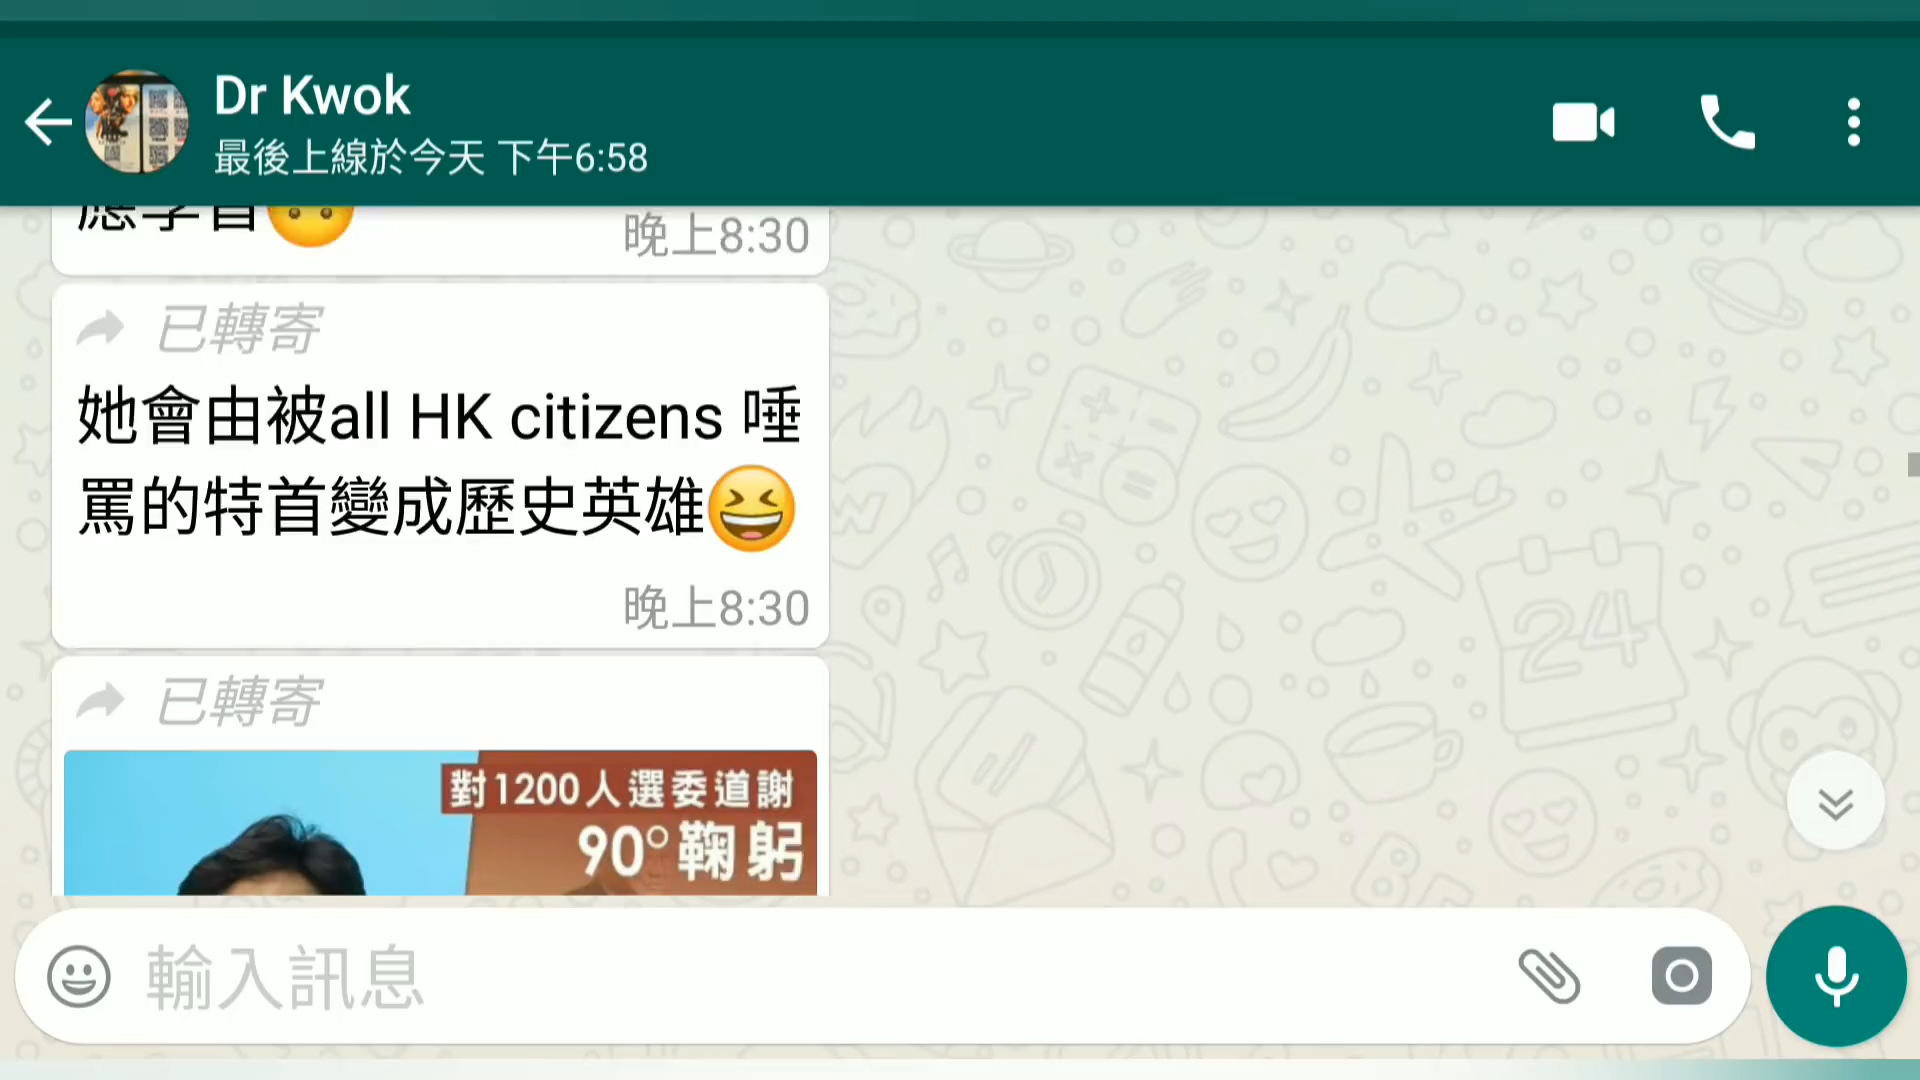 Dr Kwok
最後上線於今天 下午6:58
應學習
晚上8:30
已轉寄
她會由被all HK citizens 唾
罵的特首變成歷史英雄
晚上8:30
已轉寄
對1200人選委道謝
90°鞠躬
輸入訊息